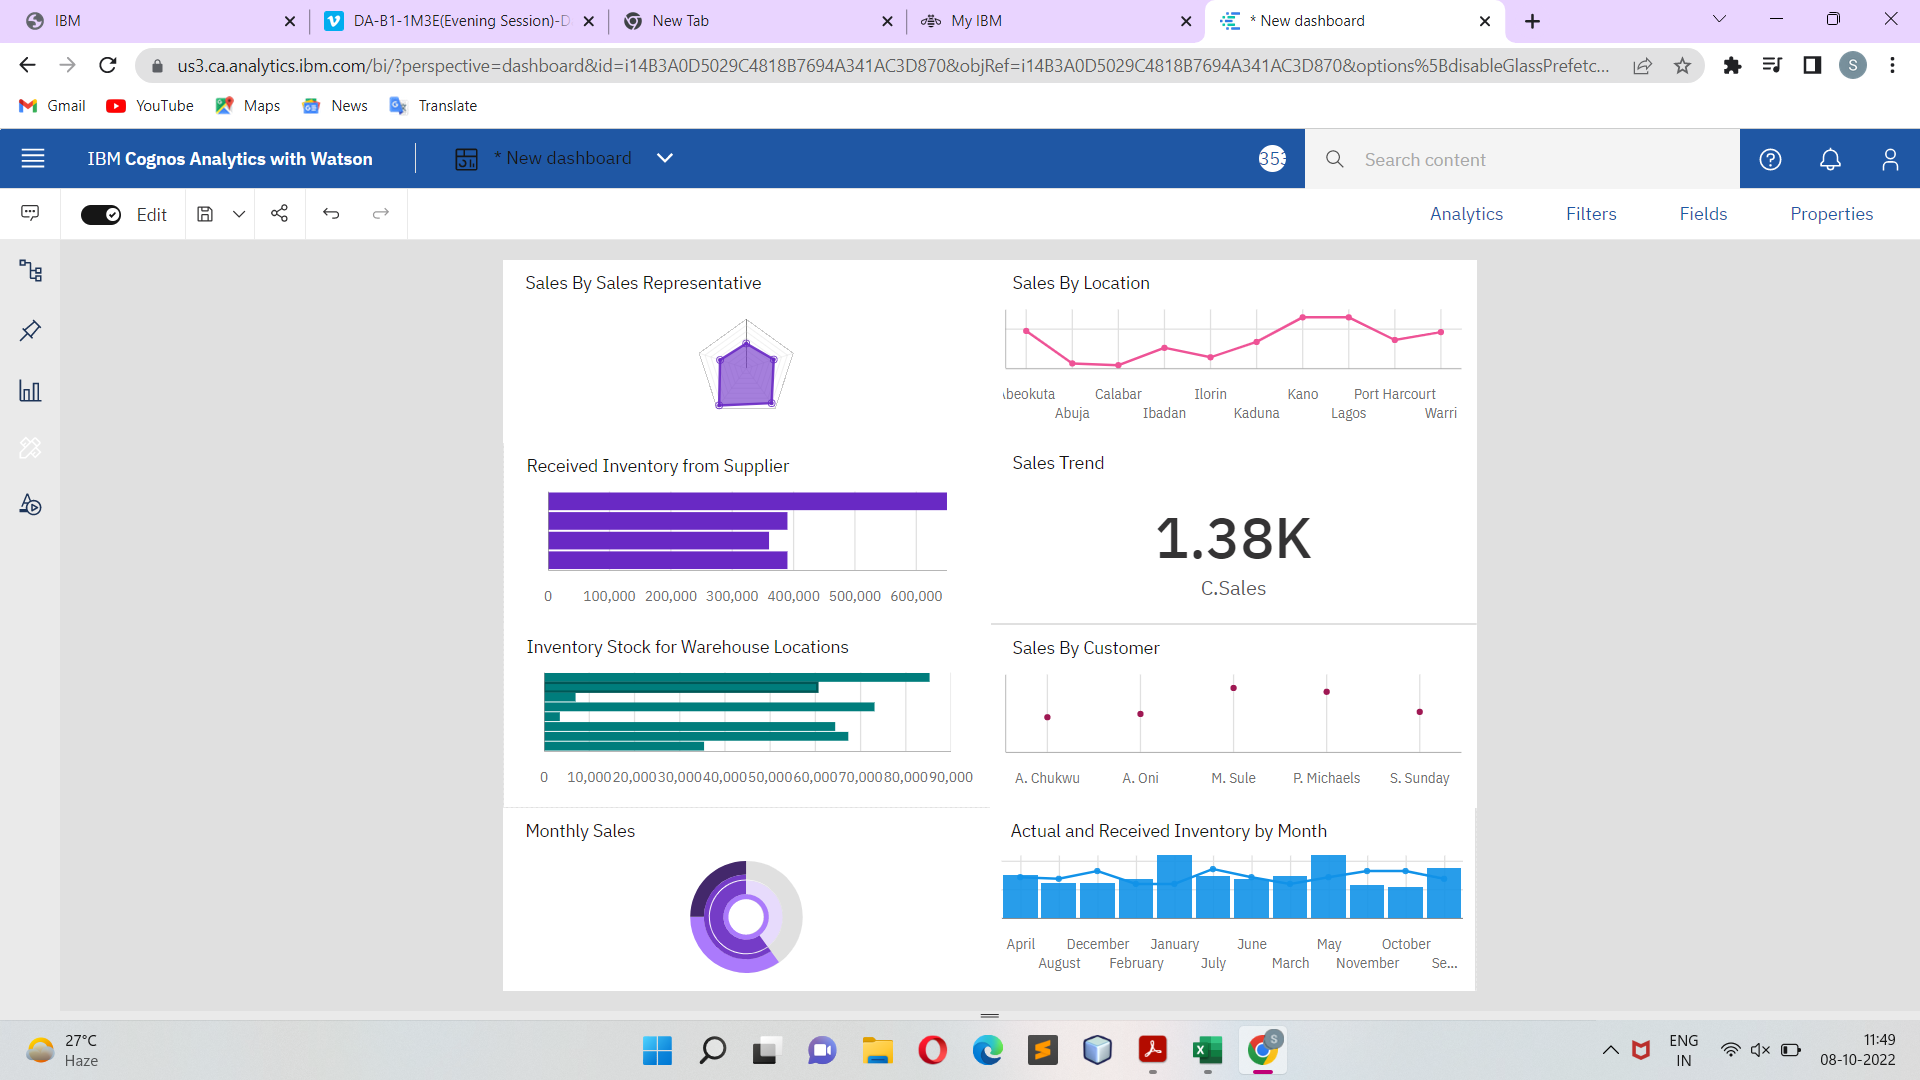 IBM
DA-B1-1M3E(Evening Session)-D
New Tab
My IBM
* New dashboard
us3.ca.analytics.ibm.com/bi/?perspective=dashboard&id=i14B3A0D5029C4818B7694A341AC3D870&objRef=i14B3A0D5029C4818B7694A341AC3D870&options%5BdisableGlassPrefetc...
S
Gmail
YouTube
Maps
News
Translate
IBM Cognos Analytics with Watson
* New dashboard
353
Search content
Edit
Analytics
Filters
Fields
Properties
Sales By Sales Representative
Sales By Location
beokuta
Calabar
Ilorin
Kano
Port Harcourt
Abuja
Ibadan
Kaduna
Lagos
Warri
Received Inventory from Supplier
0 100,000 200,000 300,000 400,000 500,000 600,000
Sales Trend
1.38K
C.Sales
Inventory Stock for Warehouse Locations
0 10,000 20,000 30,000 40,000 50,000 60,000 70,000 80,000 90,000
Sales By Customer
A. Chukwu
A. Oni
M. Sule
P. Michaels
S. Sunday
Monthly Sales
Actual and Received Inventory by Month
April
December
January
June
May
October
August
February
July
March
November
Se...
27°C
Haze
S
ENG
IN
11:49
08-10-2022